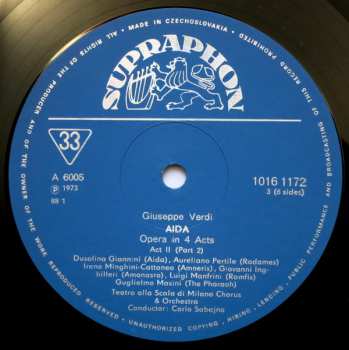 • MADE IN CZECHOSLOVAKIA •
ALL RIGHTS OF THE PRODUCER AND OF THE OWNER OF THE WORK REPRODUCED RESERVED
UNAUTHORIZED COPYING - HIRING - LENDING - PUBLIC PERFORMANCE AND BROADCASTING OF THIS RECORD PROHIBITED
SUPRAPHON
33
A 6005
℗ 1973
1016 1172
3 (6 sides)
Giuseppe Verdi
AIDA
Opera in 4 Acts
Act II (Part 2)
Dusolina Giannini (Aida), Aureliano Pertile (Radames)
Irene Minghini-Cattaneo (Amneris), Giovanni Ing-
hilleri (Amonasro), Luigi Manfrini (Ramfis)
Guglielmo Masini (The Pharaoh)
Teatro alla Scala di Milano Chorus
& Orchestra
Conductor: Carlo Sabajno